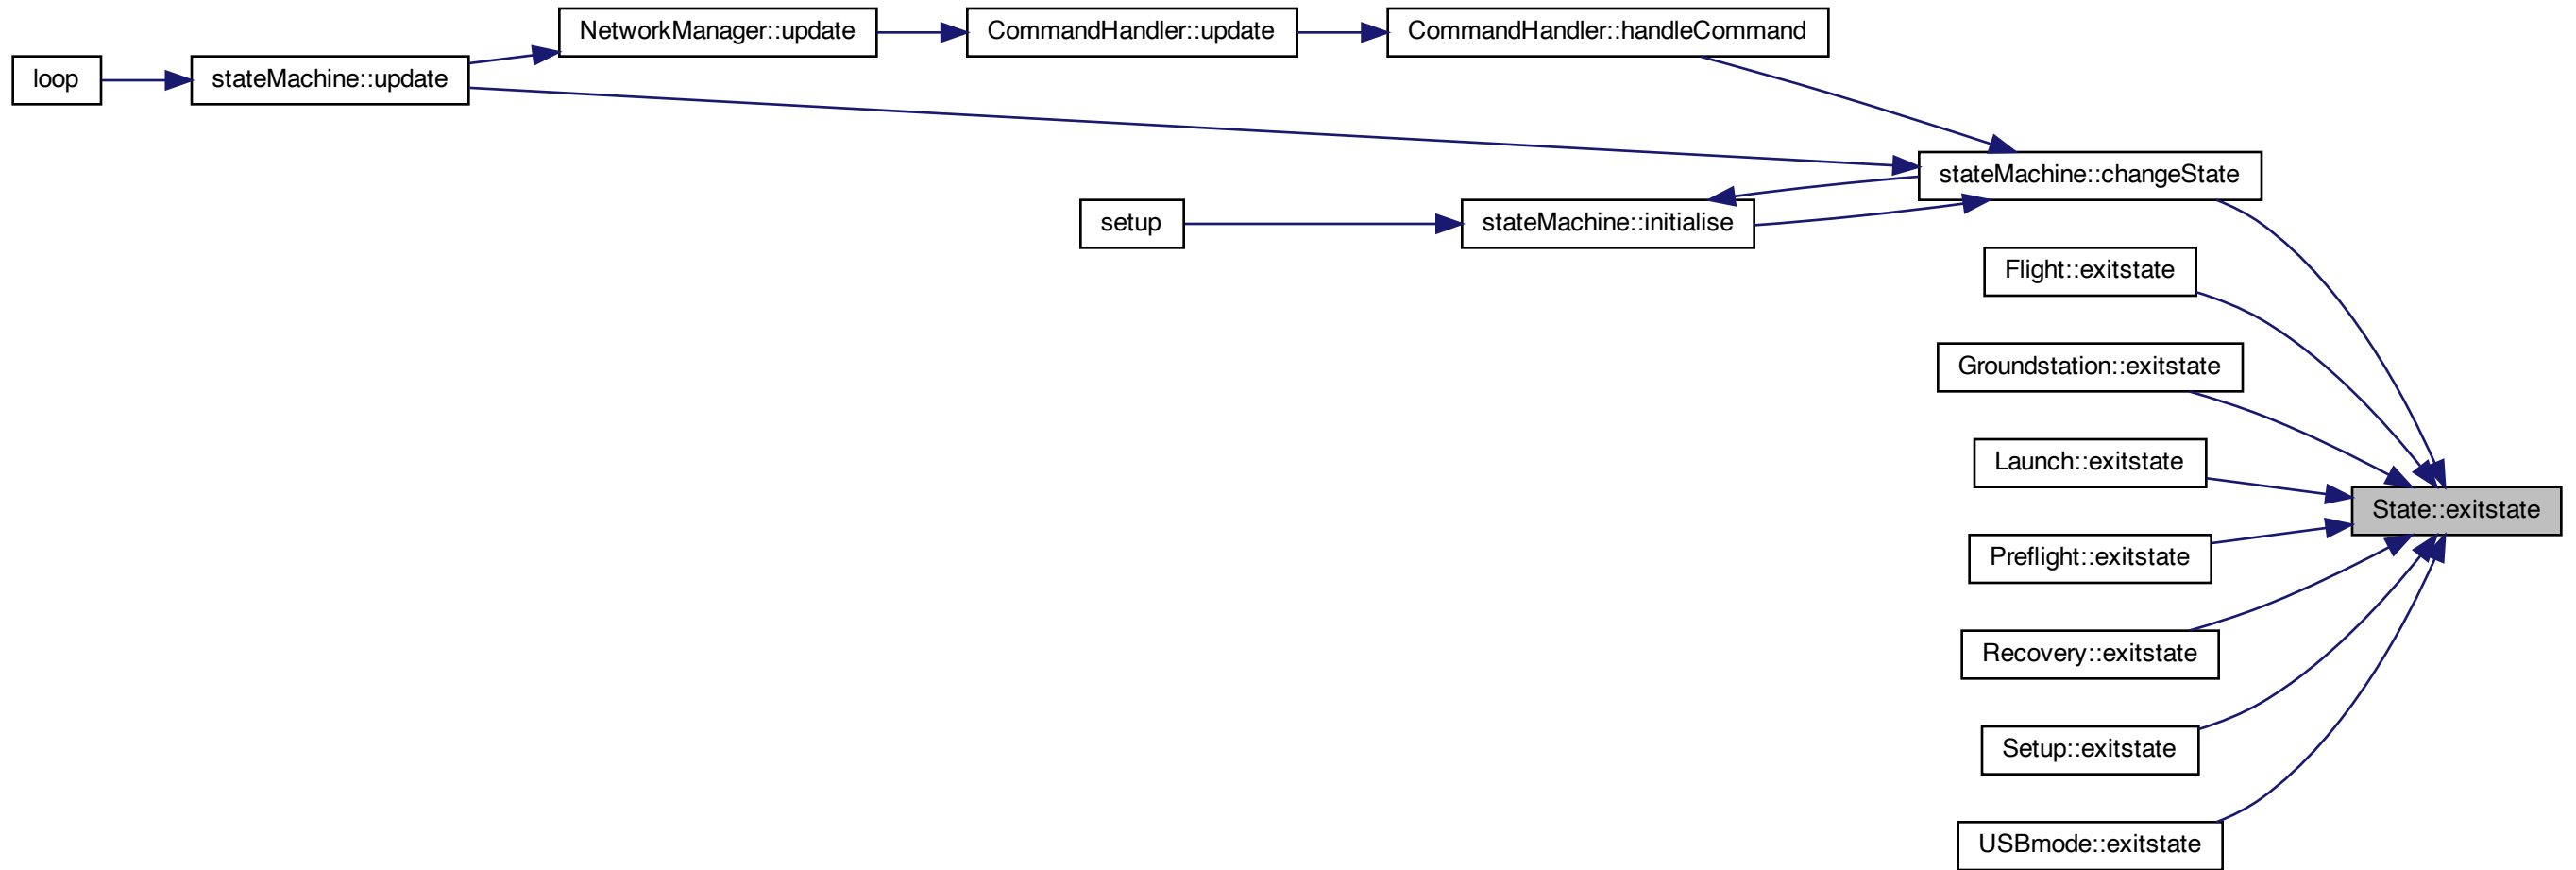 NetworkManager::update
CommandHandler::update
CommandHandler::handleCommand
loop
stateMachine::update
stateMachine::changeState
setup
stateMachine::initialise
Flight::exitstate
Groundstation::exitstate
Launch::exitstate
State::exitstate
Preflight::exitstate
Recovery::exitstate
Setup::exitstate
USBmode::exitstate